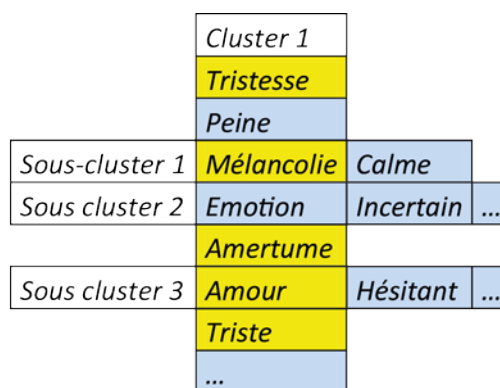 Cluster 1
Tristesse
Peine
Sous-cluster 1 Mélancolie Calme
Sous cluster 2 Emotion Incertain ...
Amertume
Sous cluster 3 Amour Hésitant ...
Triste
...